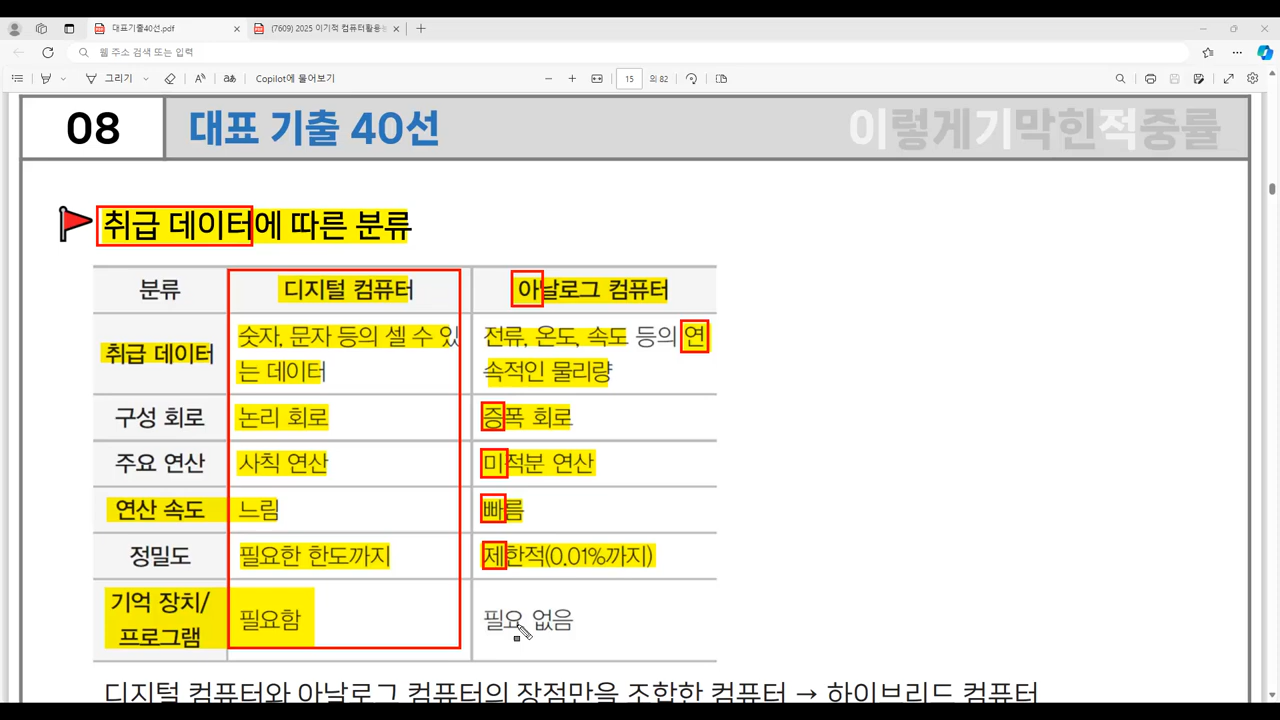 대표기출40선.pdf
(7609) 2025 이기적 컴퓨터활용능
웹 주소 검색 또는 입력
그리기
Copilot에 물어보기
15 의 82
08 대표 기출 40선 이렇게기막힌적중률
취급 데이터에 따른 분류
분류 디지털 컴퓨터 아날로그 컴퓨터
취급 데이터 숫자, 문자 등의 셀 수 있는 데이터 전류, 온도, 속도 등의 연속적인 물리량
구성 회로 논리 회로 증폭 회로
주요 연산 사칙 연산 미적분 연산
연산 속도 느림 빠름
정밀도 필요한 한도까지 제한적(0.01%까지)
기억 장치/프로그램 필요함 필요 없음
디지털 컴퓨터와 아날로그 컴퓨터의 장점만을 조합한 컴퓨터 → 하이브리드 컴퓨터